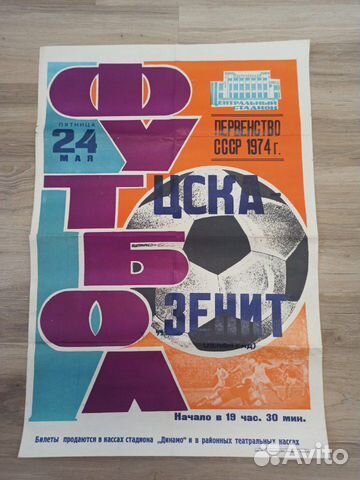 ФУТБОЛ
ПЯТНИЦА
24
МАЯ
ЦЕНТРАЛЬНЫЙ
СТАДИОН
ПЕРВЕНСТВО
СССР 1974 г.
ЦСКА
ЗЕНИТ
Начало в 19 час. 30 мин.
Билеты продаются в кассах стадиона „Динамо" и в районных театральных кассах
Avito